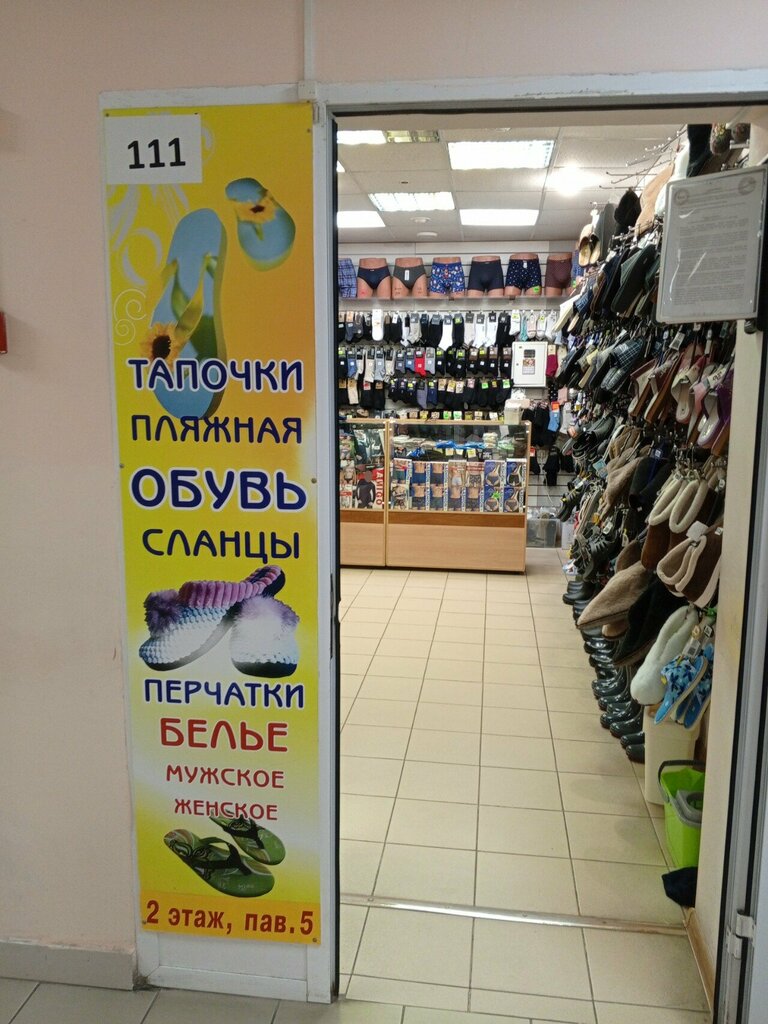 111
ТАПОЧКИ
ПЛЯЖНАЯ
ОБУВЬ
СЛАНЦЫ
ПЕРЧАТКИ
БЕЛЬЕ
МУЖСКОЕ
ЖЕНСКОЕ
2 этаж, пав.5